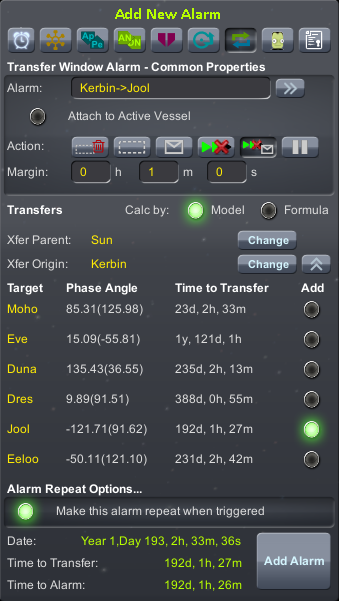 Add New Alarm
Ap
Pe
AN
DN
Transfer Window Alarm - Common Properties
Alarm: Kerbin->Jool
Attach to Active Vessel
Action:
Margin: 0 h 1 m 0 s
Transfers Calc by: Model Formula
Xfer Parent: Sun Change
Xfer Origin: Kerbin Change
Target Phase Angle Time to Transfer Add
Moho 85.31(125.98) 23d, 2h, 33m
Eve 15.09(-55.81) 1y, 121d, 1h
Duna 135.43(36.55) 235d, 2h, 13m
Dres 9.89(91.51) 388d, 0h, 55m
Jool -121.71(91.62) 192d, 1h, 27m
Eeloo -50.11(121.10) 231d, 2h, 42m
Alarm Repeat Options...
Make this alarm repeat when triggered
Date: Year 1,Day 193, 2h, 33m, 36s
Time to Transfer: 192d, 1h, 27m
Add Alarm
Time to Alarm: 192d, 1h, 26m